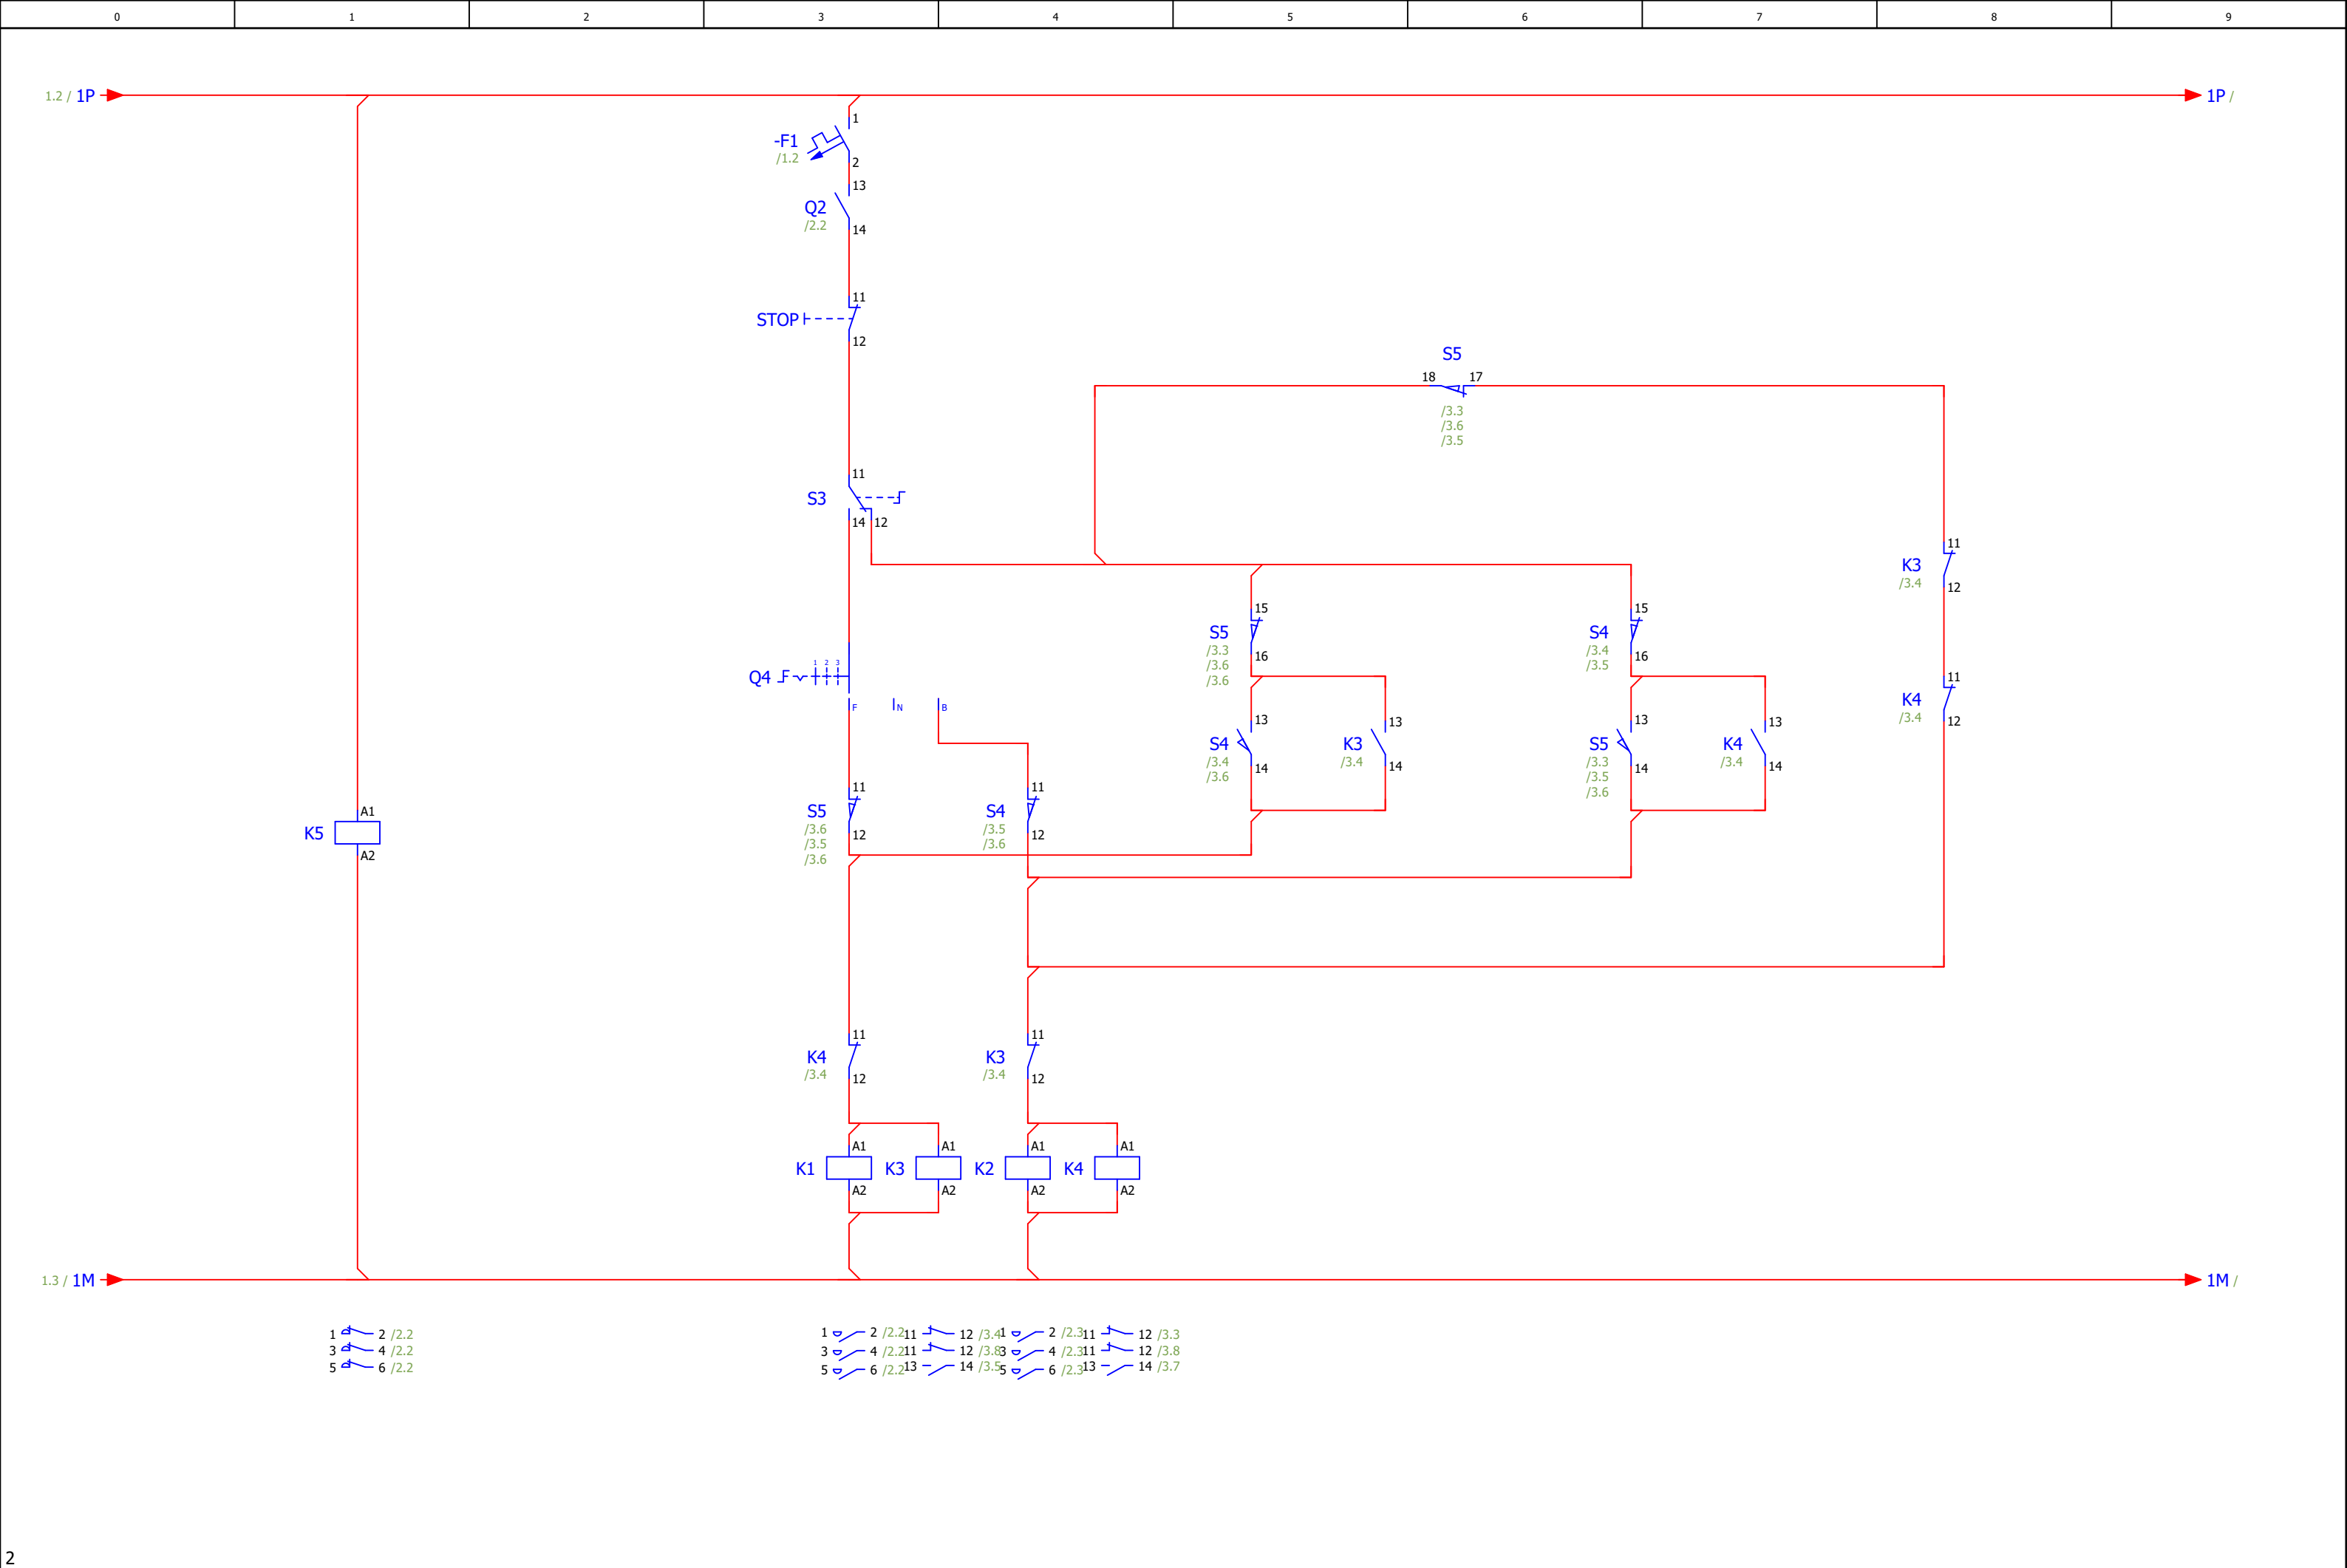 0 1 2 3 4 5 6 7 8 9
1.2 / 1P 1P /
1
-F1
/1.2
2
13
Q2
/2.2
14
11
STOP
12
S5
18 17
/3.3
/3.6
/3.5
11
S3
14 12
11
K3
/3.4
12
15
S5
/3.3
16
/3.6
/3.6
15
S4
/3.4
16
/3.5
1 2 3
Q4
F N B
11
K4
/3.4
12
13
S4
/3.4
14
/3.6
13
K3
/3.4
14
13
S5
/3.3
14
/3.5
/3.6
13
K4
/3.4
14
A1
K5
A2
11
S5
/3.6
12
/3.5
/3.6
11
S4
/3.5
12
/3.6
11
K4
/3.4
12
11
K3
/3.4
12
A1 A1 A1 A1
K1 K3 K2 K4
A2 A2 A2 A2
1.3 / 1M 1M /
1 2 /2.2 1 2 /2.2 11 12 /3.4 1 2 /2.3 11 12 /3.3
3 4 /2.2 3 4 /2.2 11 12 /3.8 3 4 /2.3 11 12 /3.8
5 6 /2.2 5 6 /2.2 13 14 /3.5 5 6 /2.3 13 14 /3.7
2